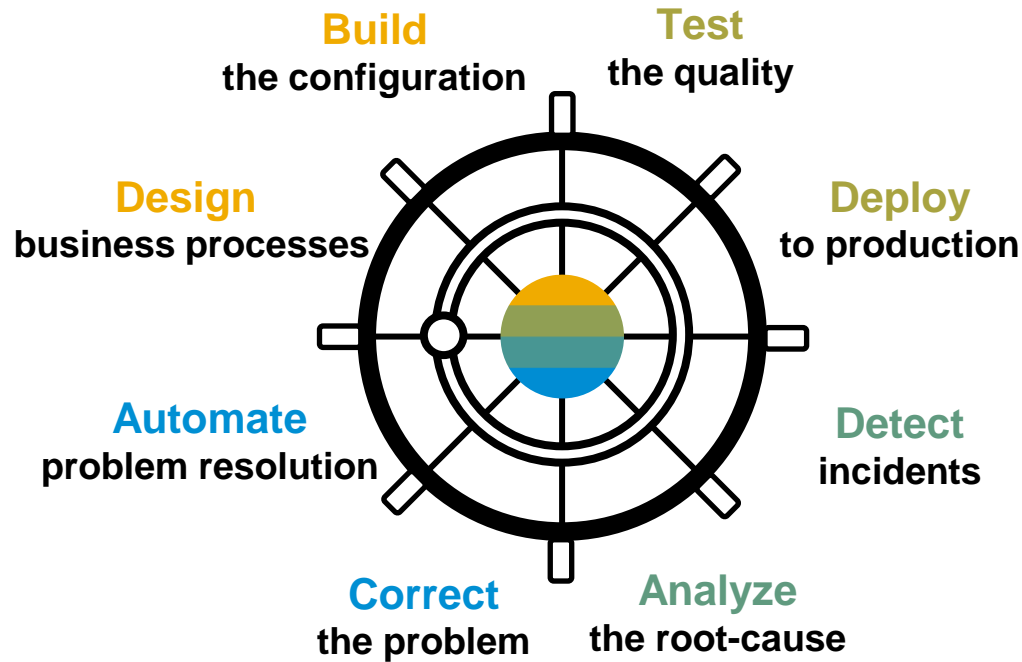 Build
the configuration
Test
the quality
Design
business processes
Deploy
to production
Automate
problem resolution
Detect
incidents
Correct
the problem
Analyze
the root-cause